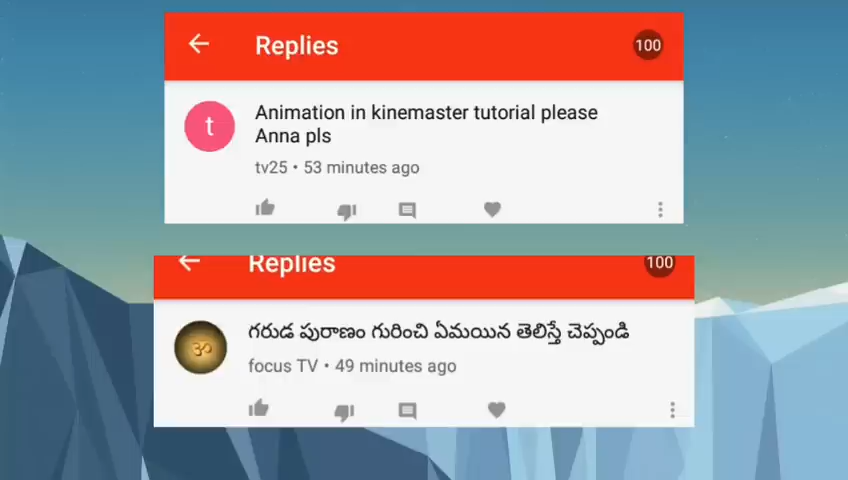 Replies
100
t
Animation in kinemaster tutorial please
Anna pls
tv25 • 53 minutes ago
Replies
100
ॐ
గరుడ పురాణం గురించి ఏమయిన తెలిస్తే చెప్పండి
focus TV • 49 minutes ago